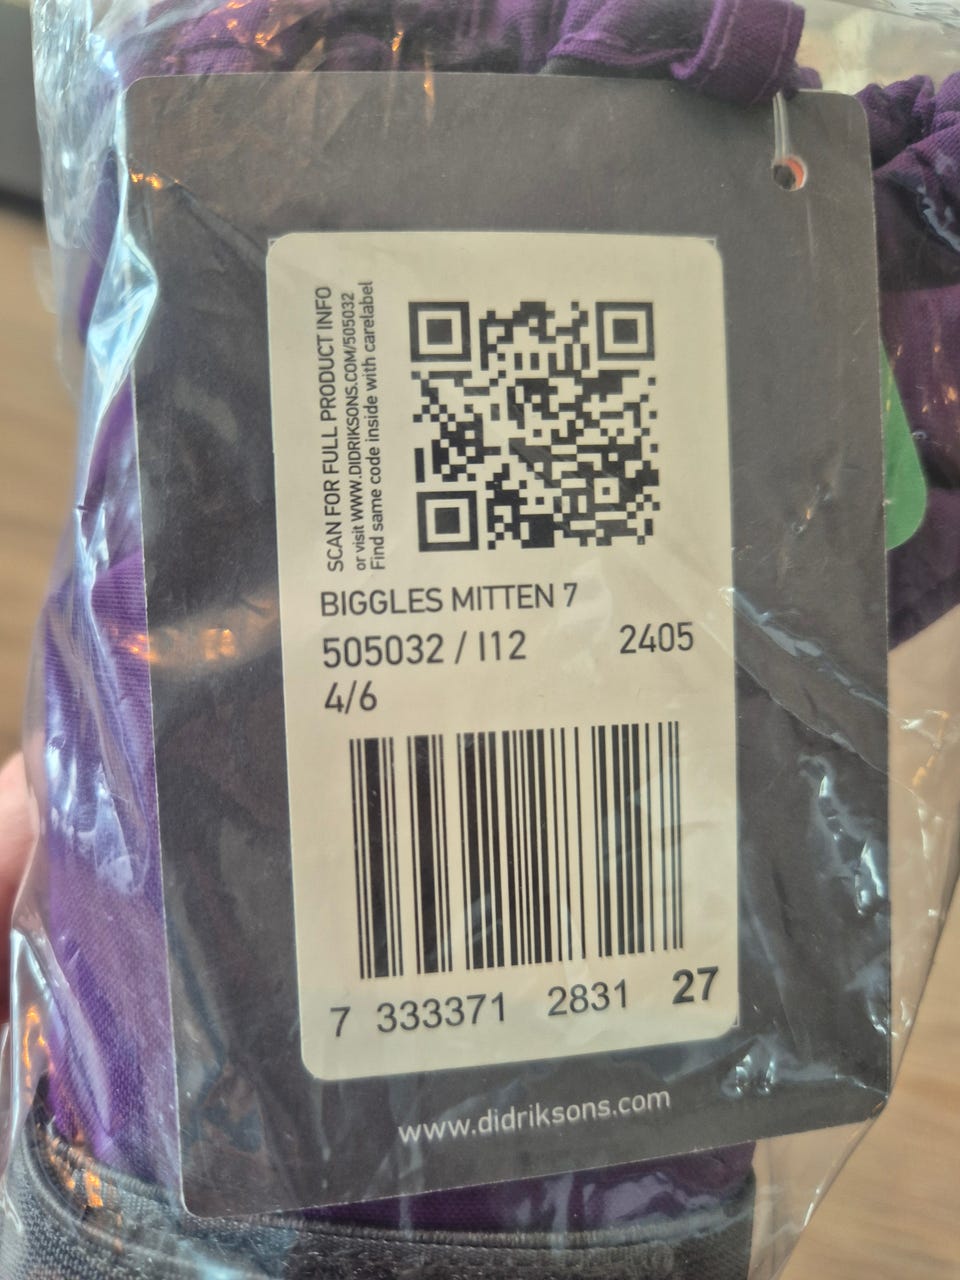 SCAN FOR FULL PRODUCT INFO
or visit WWW.DIDRIKSONS.COM/505032
Find same code inside with carelabel
BIGGLES MITTEN 7
505032 / I12 2405
4/6
7 333371 2831 27
www.didriksons.com